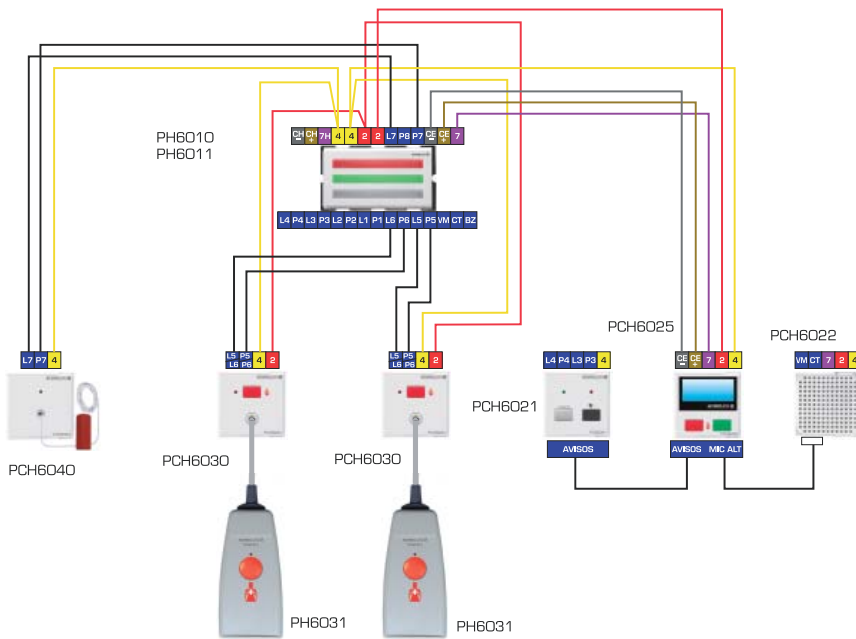 PH6010
PH6011
CH - CH + 7H 4 4 2 2 L7 P8 P7 CE - CE + 7
L4 P4 L3 P3 L2 P2 L1 P1 L6 P6 L5 P5 VM CT BZ
L7 P7 4
L5 P5 4 2
L6 P6
L5 P5 4 2
L6 P6
PCH6025
PCH6022
L4 P4 L3 P3 4
CE - CE + 7 2 4
VM CT 7 2 4
PCH6021
AVISOS
AVISOS MIC ALT
PCH6040
PCH6030
PCH6030
PH6031
PH6031